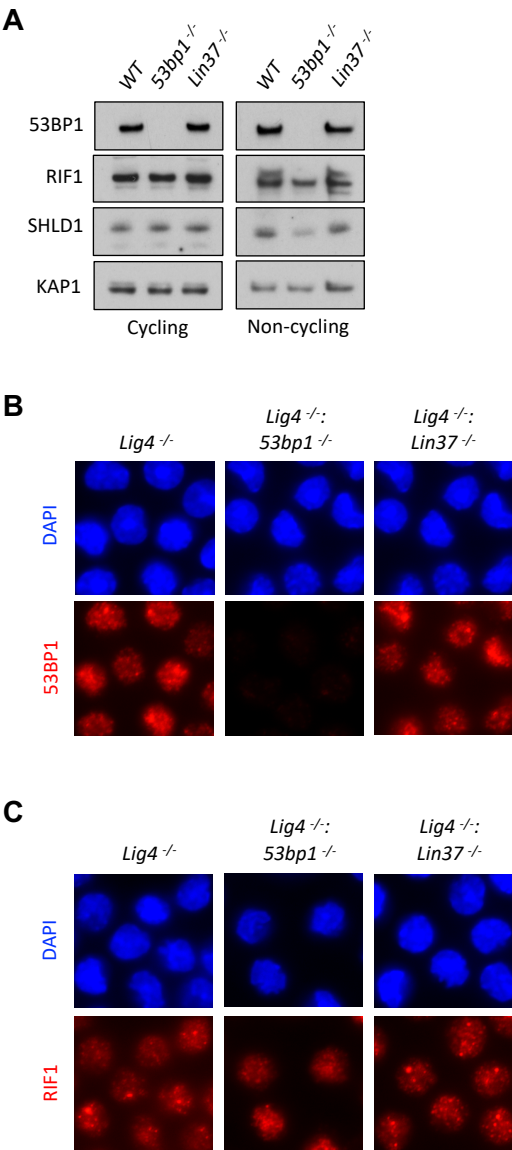 A
WT 53bp1 -/- Lin37 -/- WT 53bp1 -/- Lin37 -/-
53BP1
RIF1
SHLD1
KAP1
Cycling Non-cycling
B
Lig4 -/- Lig4 -/-: 53bp1 -/- Lig4 -/-: Lin37 -/-
DAPI
53BP1
C
Lig4 -/- Lig4 -/-: 53bp1 -/- Lig4 -/-: Lin37 -/-
DAPI
RIF1